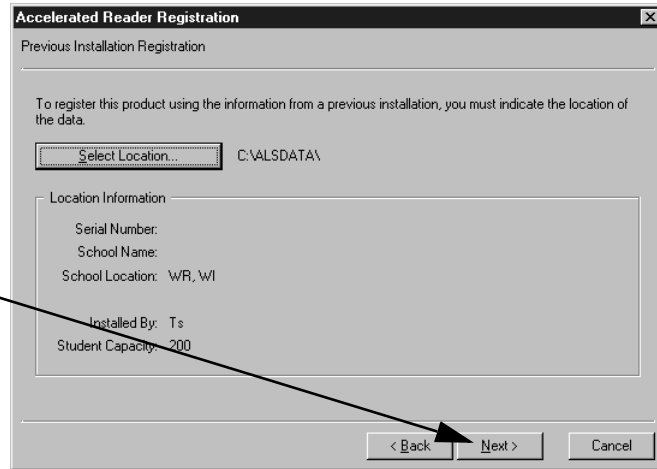 Accelerated Reader Registration
Previous Installation Registration
To register this product using the information from a previous installation, you must indicate the location of
the data.
Select Location... C:\ALSDATA\
Location Information
Serial Number:
School Name:
School Location: WR, WI
Installed By: Ts
Student Capacity: 200
< Back Next > Cancel